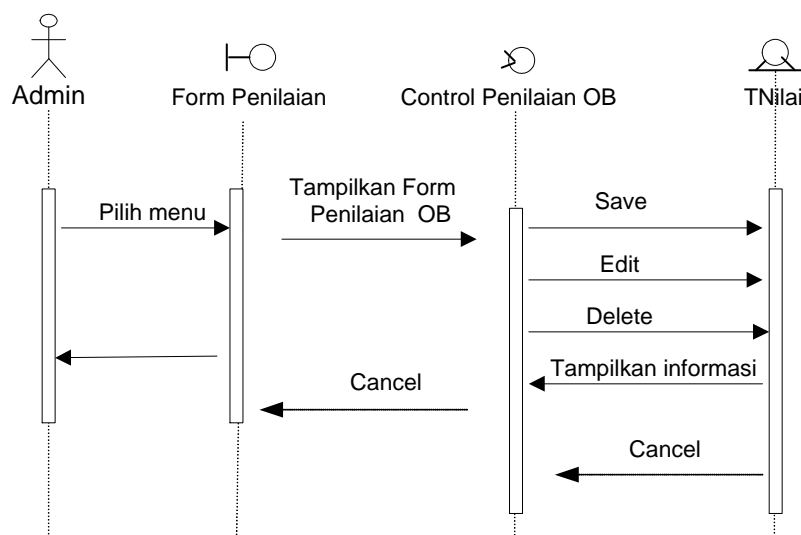 Admin
Form Penilaian
Control Penilaian OB
TNilai
Pilih menu
Tampilkan Form
Penilaian OB
Save
Edit
Delete
Tampilkan informasi
Cancel
Cancel